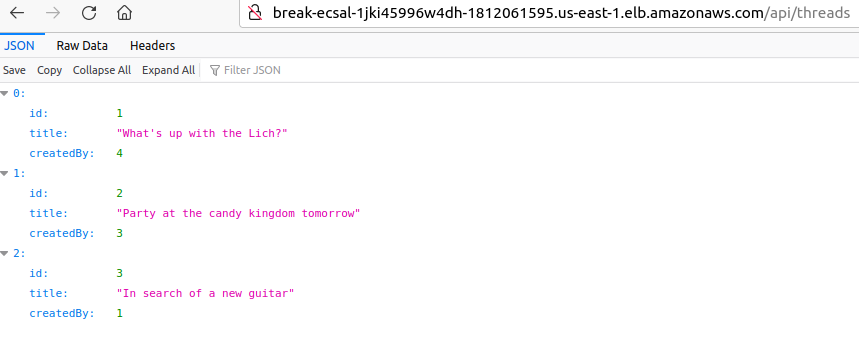 break-ecsal-1jki45996w4dh-1812061595.us-east-1.elb.amazonaws.com/api/threads
JSON Raw Data Headers
Save Copy Collapse All Expand All Filter JSON
0:
id: 1
title: "What's up with the Lich?"
createdBy: 4
1:
id: 2
title: "Party at the candy kingdom tomorrow"
createdBy: 3
2:
id: 3
title: "In search of a new guitar"
createdBy: 1